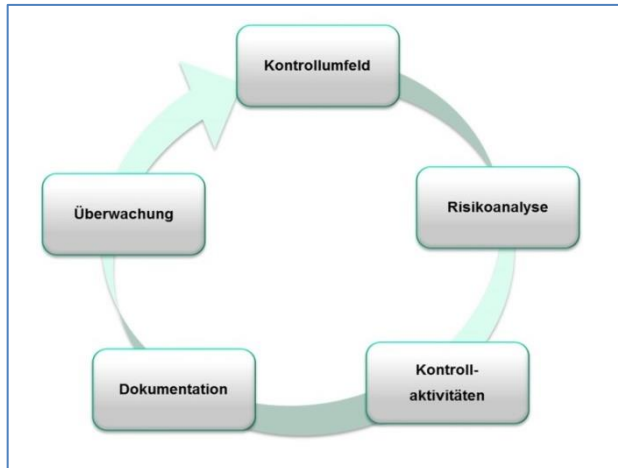 Kontrollumfeld
Risikoanalyse
Kontroll-
aktivitäten
Dokumentation
Überwachung